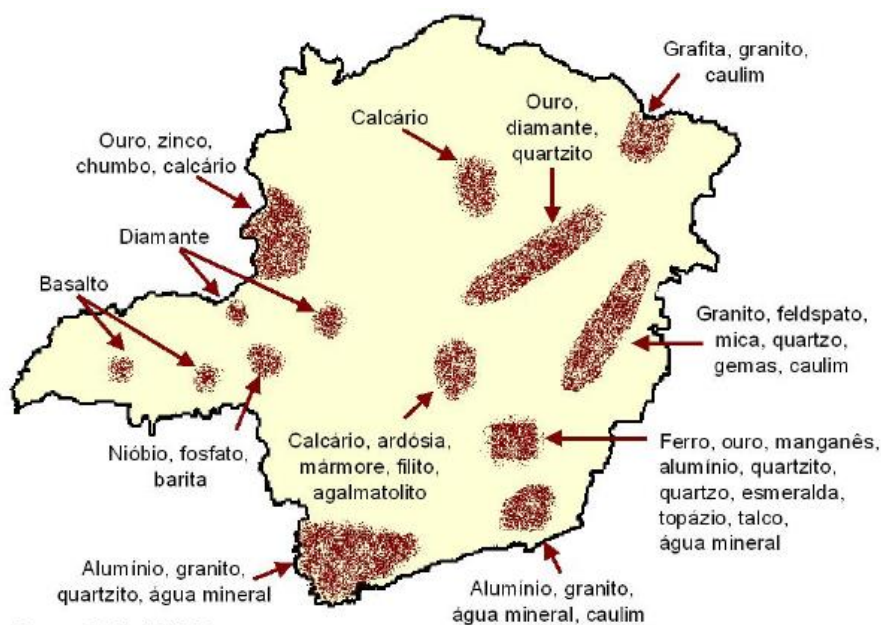 Grafita, granito,
caulim
Ouro,
diamante,
quartzito
Calcário
Ouro, zinco,
chumbo, calcário
Diamante
Basalto
Granito, feldspato,
mica, quartzo,
gemas, caulim
Nióbio, fosfato,
barita
Calcário, ardósia,
mármore, filito,
agalmatolito
Ferro, ouro, manganês,
alumínio, quartzito,
quartzo, esmeralda,
topázio, talco,
água mineral
Alumínio, granito,
quartzito, água mineral
Alumínio, granito,
água mineral, caulim